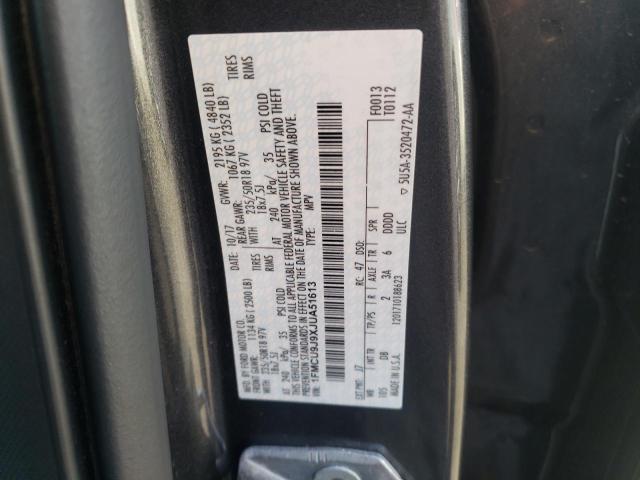 MFD. BY FORD MOTOR CO.
DATE: 10/17 GVWR: 2195 KG ( 4840 LB)
FRONT GAWR: 1134 KG ( 2500 LB) REAR GAWR: 1067 KG ( 2352 LB)
WITH 235/50R18 97V TIRES WITH 235/50R18 97V TIRES
18x7.5J RIMS 18x7.5J RIMS
AT 240 kPa/ 35 PSI COLD AT 240 kPa/ 35 PSI COLD
THIS VEHICLE CONFORMS TO ALL APPLICABLE FEDERAL MOTOR VEHICLE SAFETY AND THEFT
PREVENTION STANDARDS IN EFFECT ON THE DATE OF MANUFACTURE SHOWN ABOVE.
VIN: 1FMCU9J9XJUA51613 TYPE: MPV
F0013
T0112
EXT PNT: J7 RC: 47 DSO:
WB INT TR TP/PS R AXLE TR SPR
105 DB 2 3A 6 DDDD
MADE IN U.S.A. 1201710188623 ULC
5U5A-3520472-AA